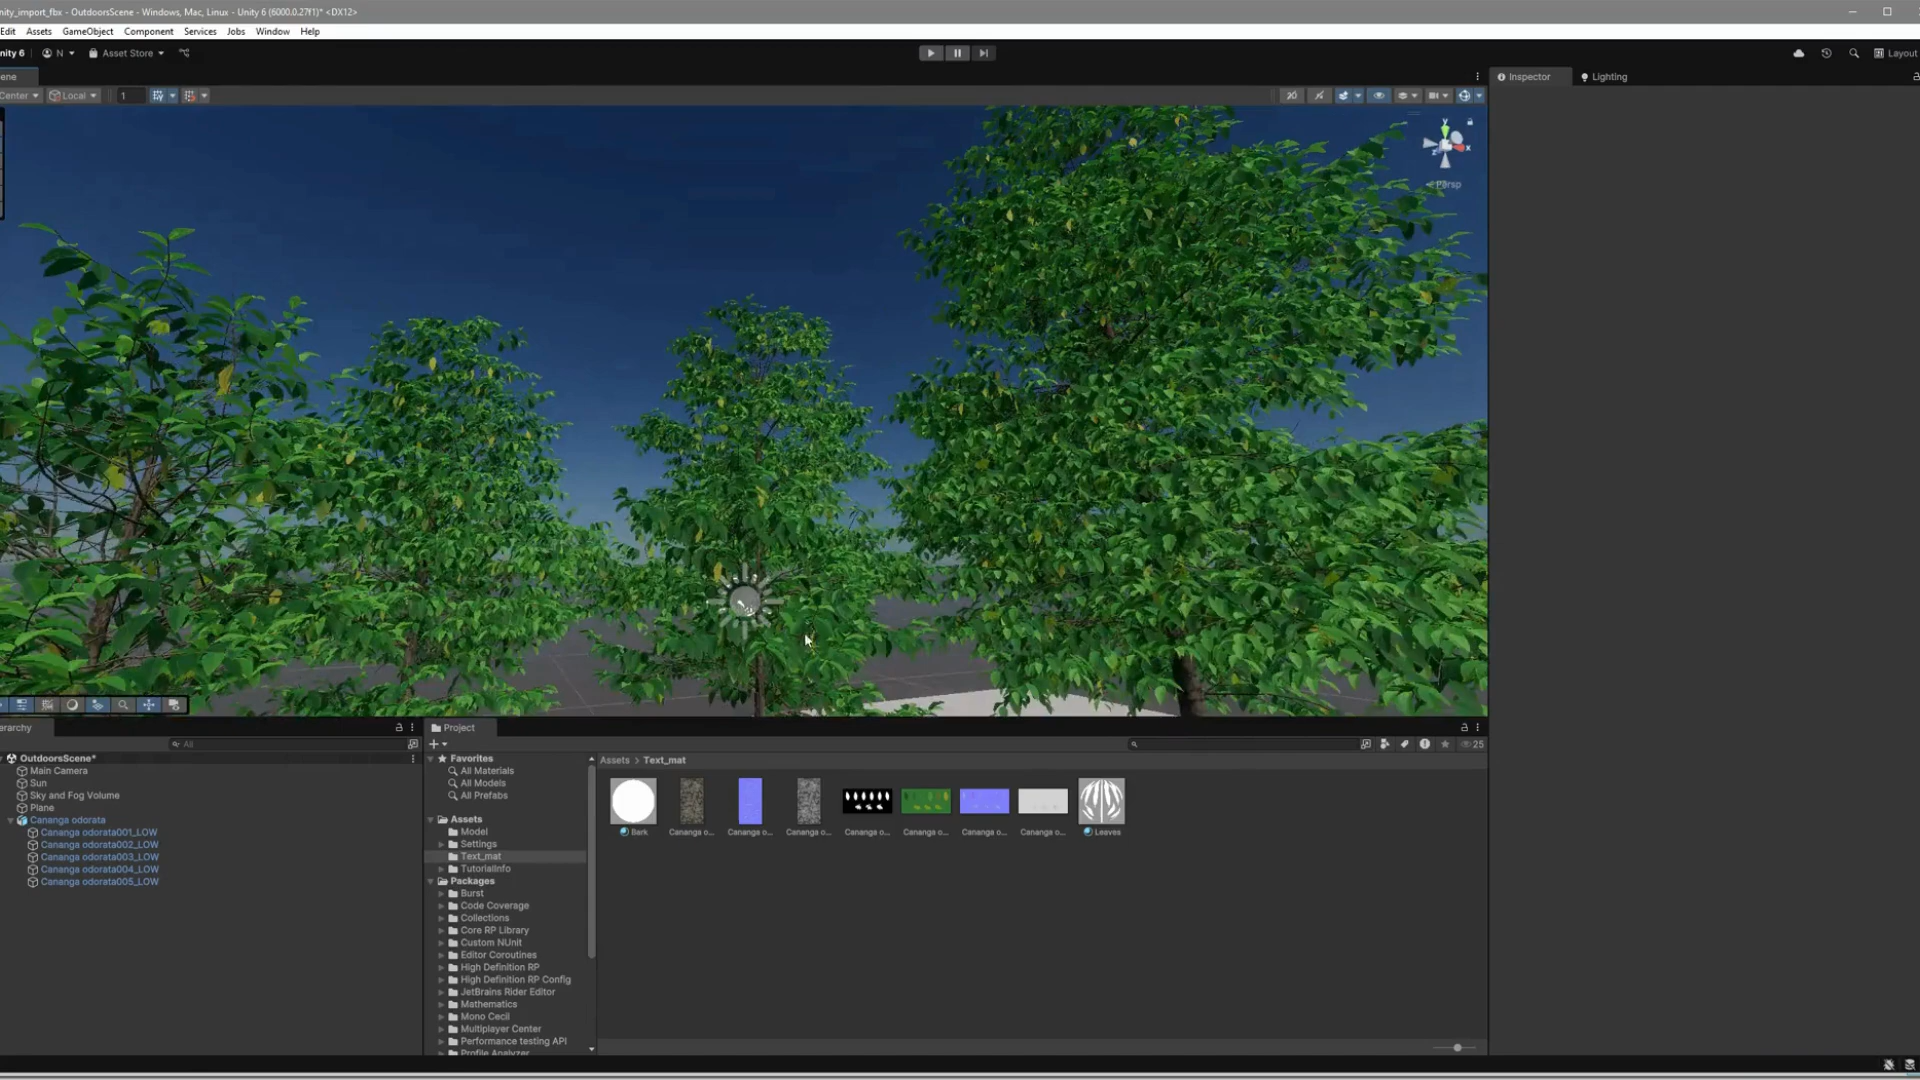 nity_import_fbx - OutdoorsScene - Windows, Mac, Linux - Unity 6 (6000.0.27f1)* <DX12>
Edit Assets GameObject Component Services Jobs Window Help
nity 6 N Asset Store Layout
ene Inspector Lighting
Center Local 1
y
x
z
Persp
erarchy
All
OutdoorsScene*
Main Camera
Sun
Sky and Fog Volume
Plane
Cananga odorata
Cananga odorata001_LOW
Cananga odorata002_LOW
Cananga odorata003_LOW
Cananga odorata004_LOW
Cananga odorata005_LOW
Project
25
Favorites
All Materials
All Models
All Prefabs
Assets
Model
Settings
Text_mat
TutorialInfo
Packages
Burst
Code Coverage
Collections
Core RP Library
Custom NUnit
Editor Coroutines
High Definition RP
High Definition RP Config
JetBrains Rider Editor
Mathematics
Mono Cecil
Multiplayer Center
Performance testing API
Profile Analyzer
Assets > Text_mat
Bark Cananga o... Cananga o... Cananga o... Cananga o... Cananga o... Cananga o... Cananga o... Leaves